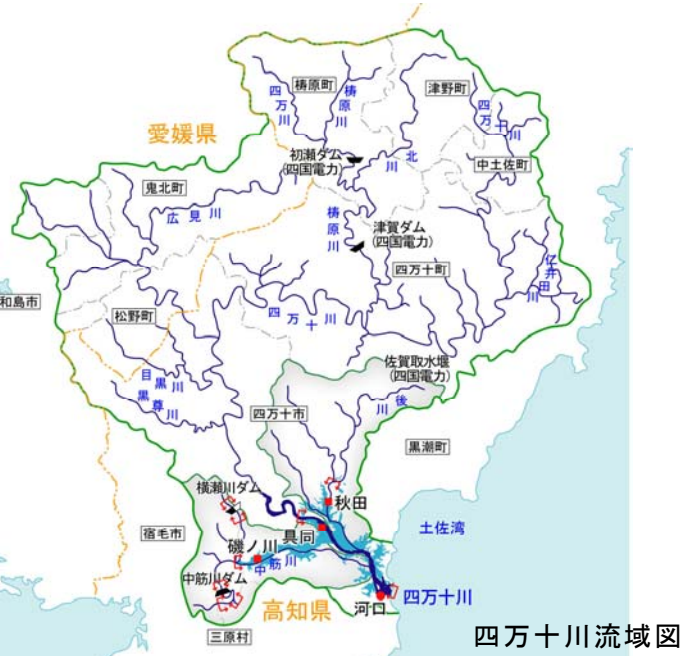 梼原町
津野町
四万川
梼原川
四万十川
愛媛県
初瀬ダム
(四国電力)
北川
中土佐町
鬼北町
広見川
梼原川
津賀ダム
(四国電力)
四万十町
仁井田川
和島市
松野町
四万十川
佐賀取水堰
(四国電力)
目黒川
黒尊川
四万十市
後川
黒潮町
横瀬川ダム
秋田
宿毛市
具同
土佐湾
磯ノ川
中筋川
中筋川ダム
四万十川
高知県
河口
三原村
四万十川流域図